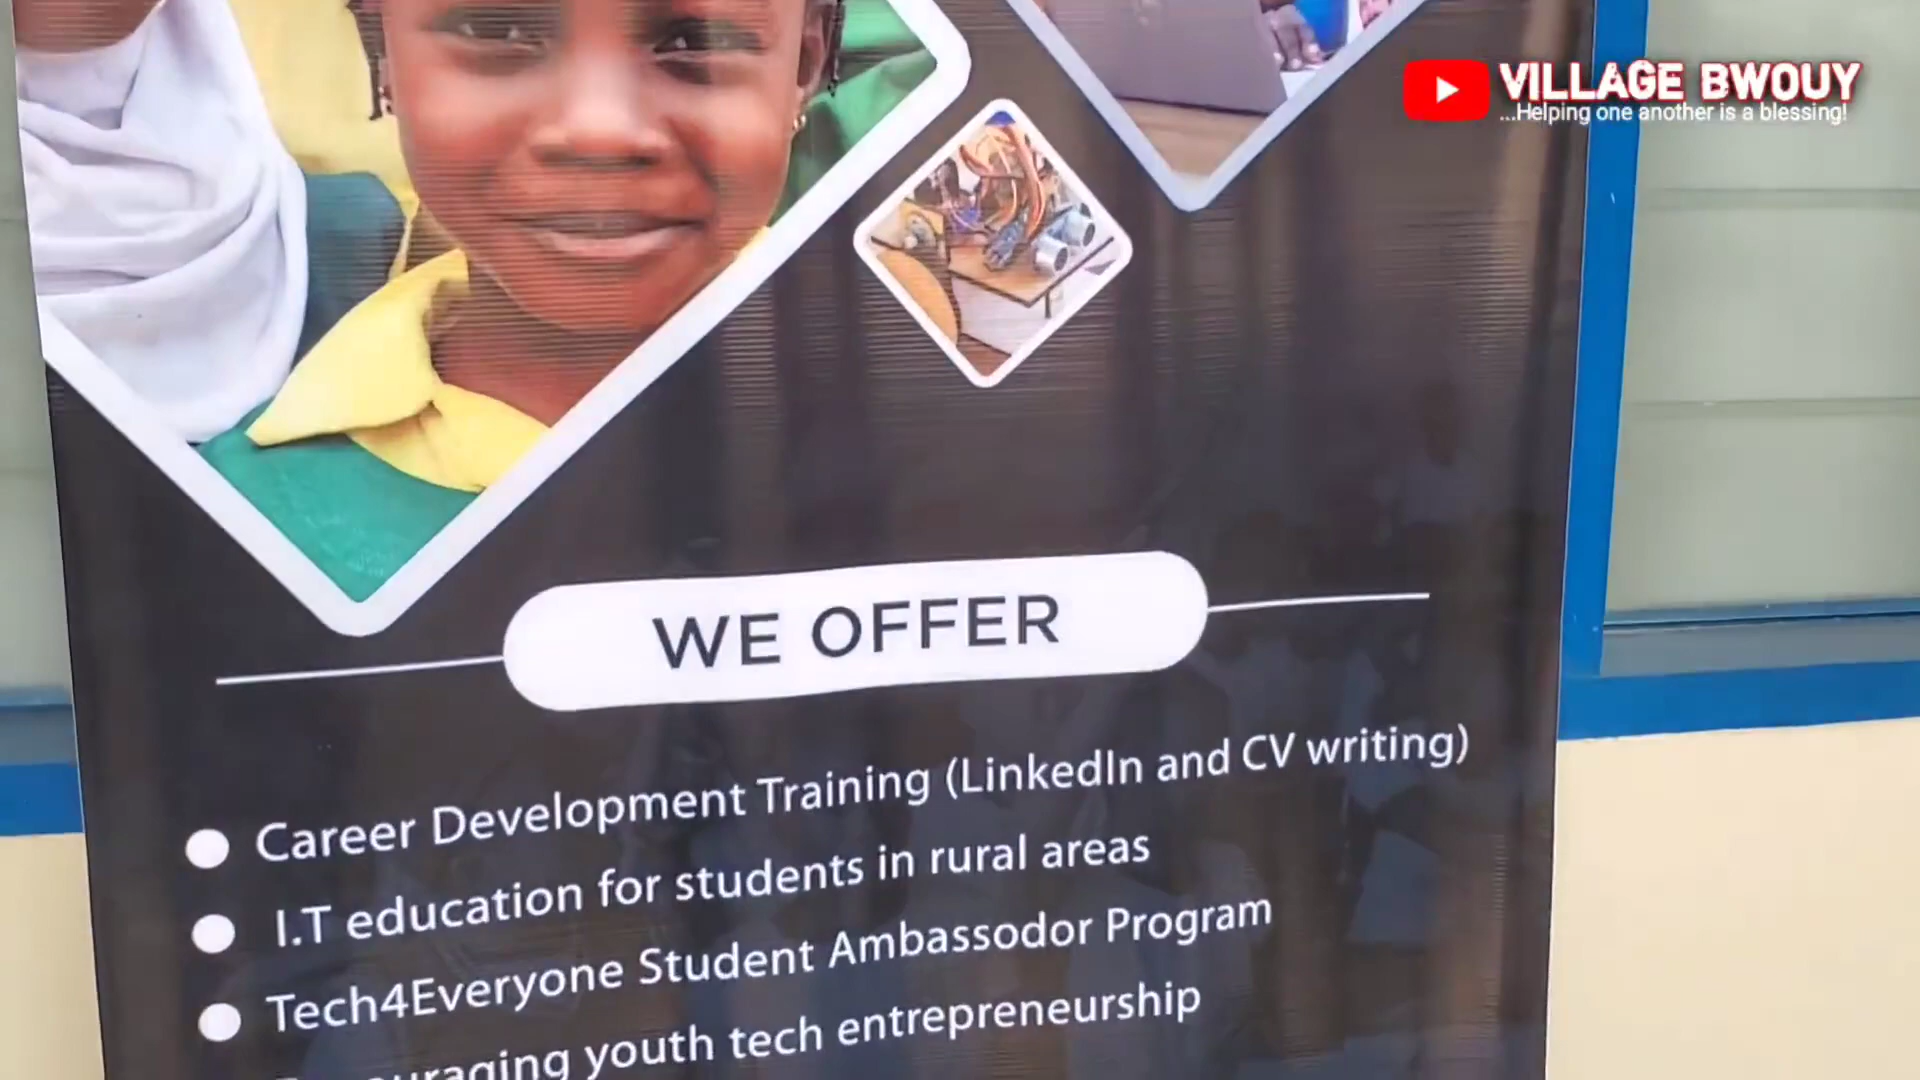 VILLAGE BWOUY
...Helping one another is a blessing!
WE OFFER
Career Development Training (LinkedIn and CV writing)
I.T education for students in rural areas
Tech4Everyone Student Ambassodor Program
youth tech entrepreneurship